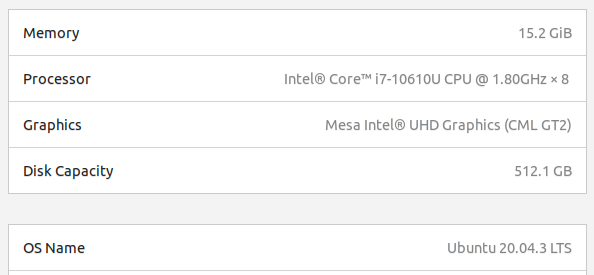 Memory 15.2 GiB
Processor Intel® Core™ i7-10610U CPU @ 1.80GHz × 8
Graphics Mesa Intel® UHD Graphics (CML GT2)
Disk Capacity 512.1 GB
OS Name Ubuntu 20.04.3 LTS